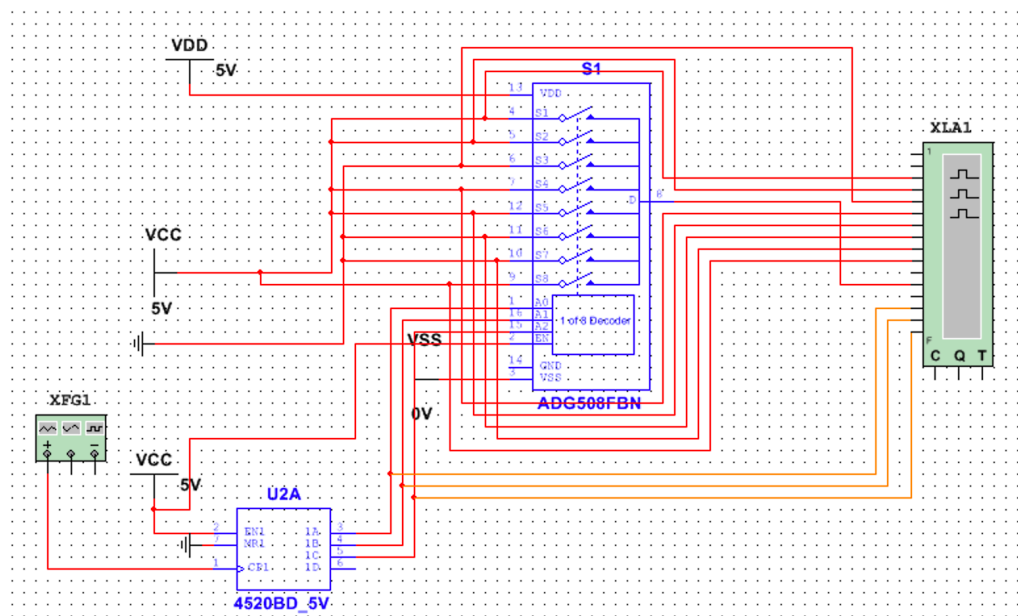 VDD
5V
S1
13 VDD
4 S1
5 S2
6 S3
7 S4
12 S5
11 S6
10 S7
9 S8
D 8
1 A0
16 A1
15 A2
2 EN
14 GND
3 VSS
1 of 8 Decoder
ADG508FBN
XLA1
1
F
C Q T
VCC
5V
VSS
0V
XFG1
VCC
5V
U2A
2 EN1 1A 3
7 MR1 1B 4
1C 5
1 CP1 1D 6
4520BD_5V